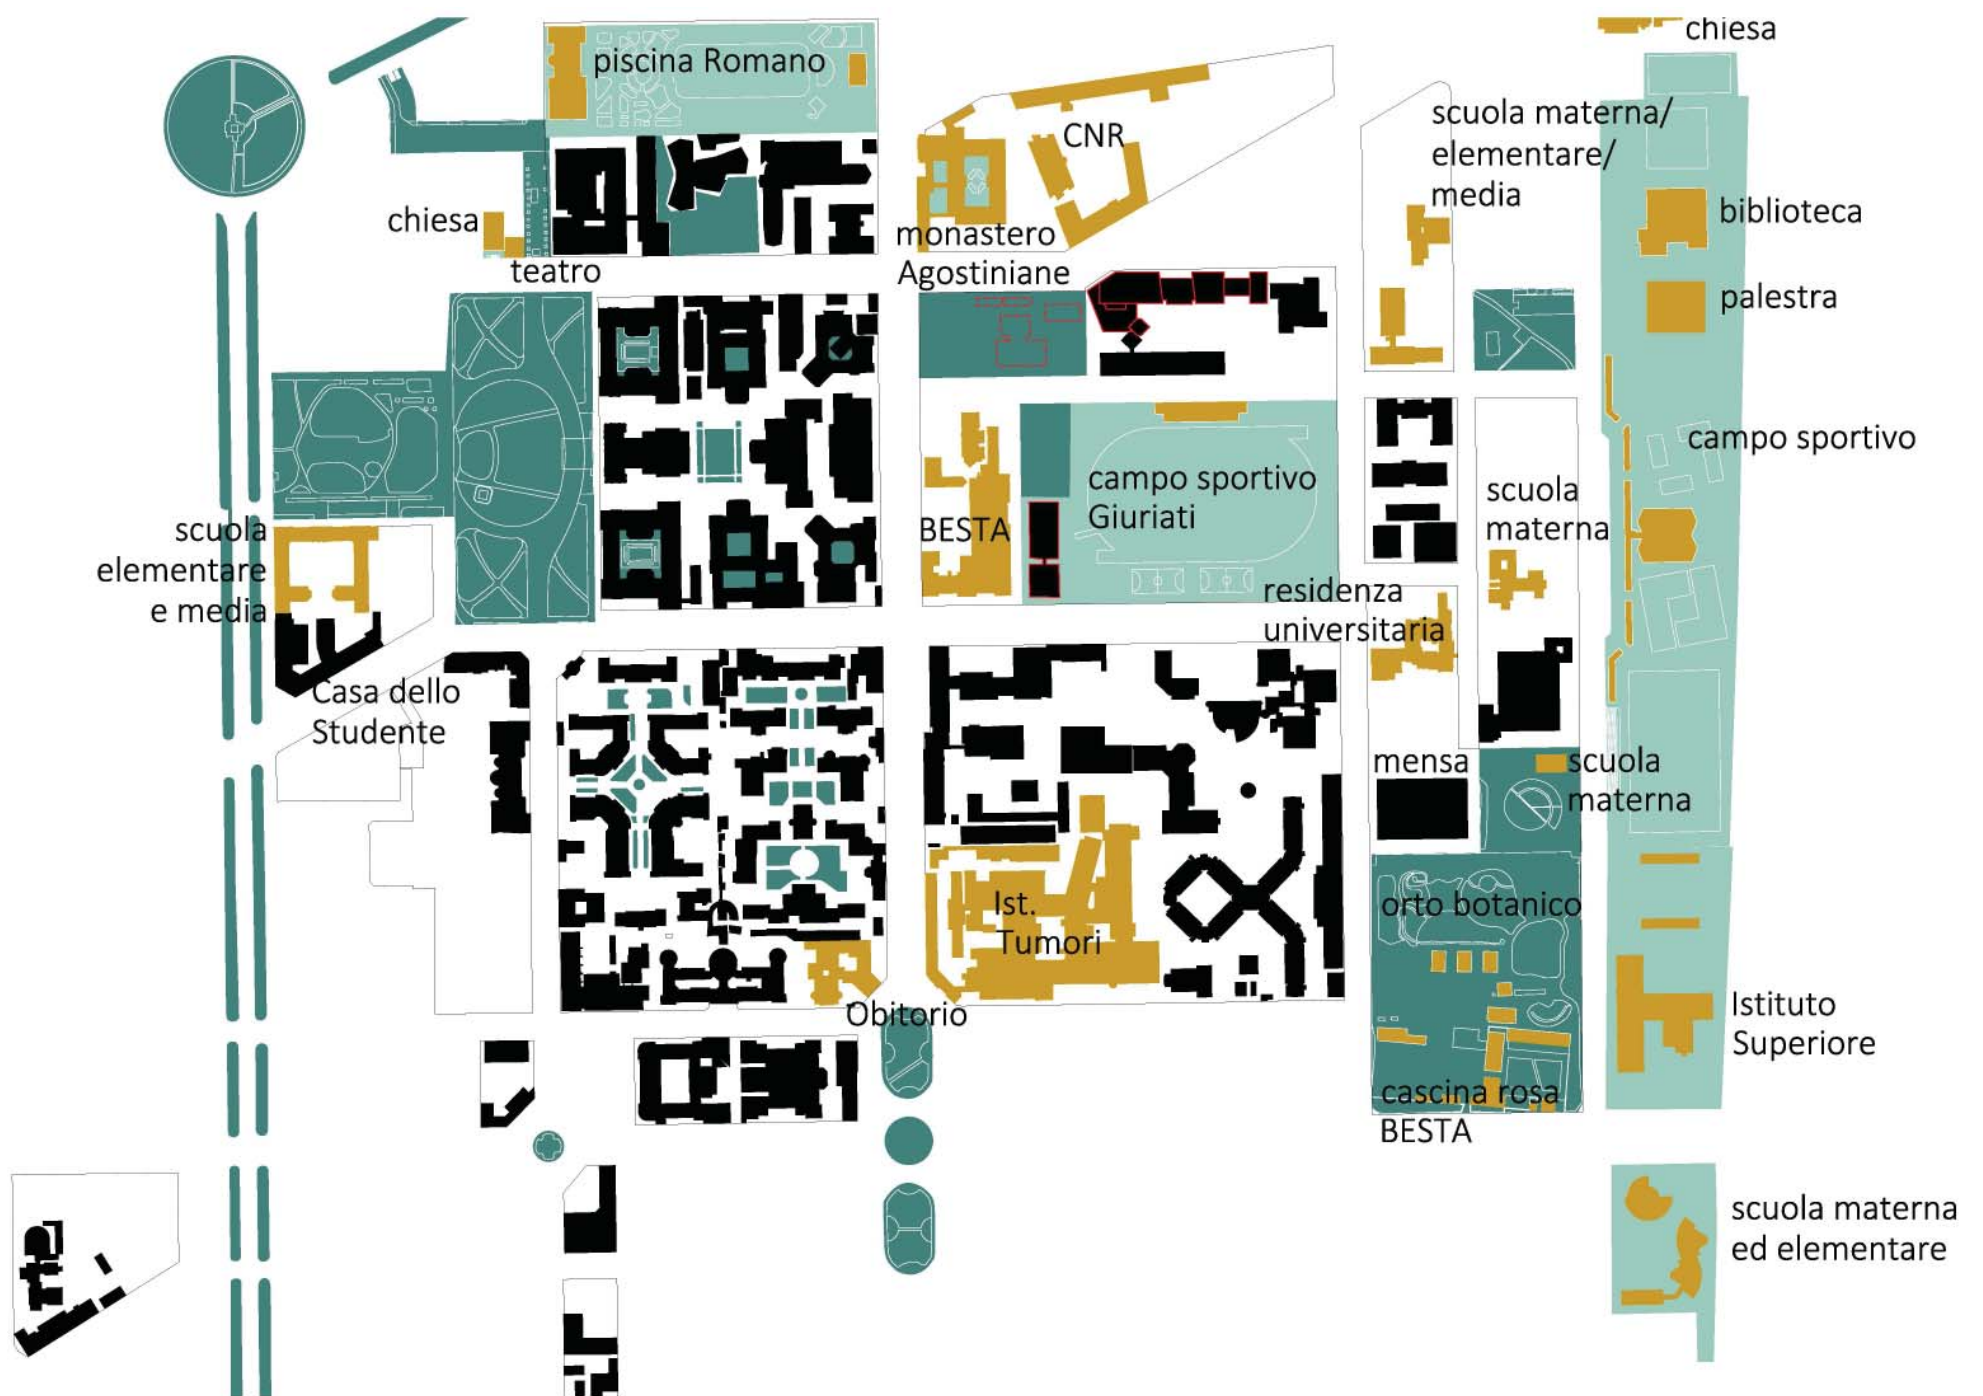 chiesa
piscina Romano
scuola materna/
elementare/
media
CNR
biblioteca
chiesa
monastero
Agostiniane
teatro
palestra
campo sportivo
campo sportivo
Giuriati
scuola
materna
BESTA
scuola
elementare
e media
residenza
universitaria
Casa dello
Studente
mensa
scuola
materna
orto botanico
Ist.
Tumori
Obitorio
Istituto
Superiore
cascina rosa
BESTA
scuola materna
ed elementare